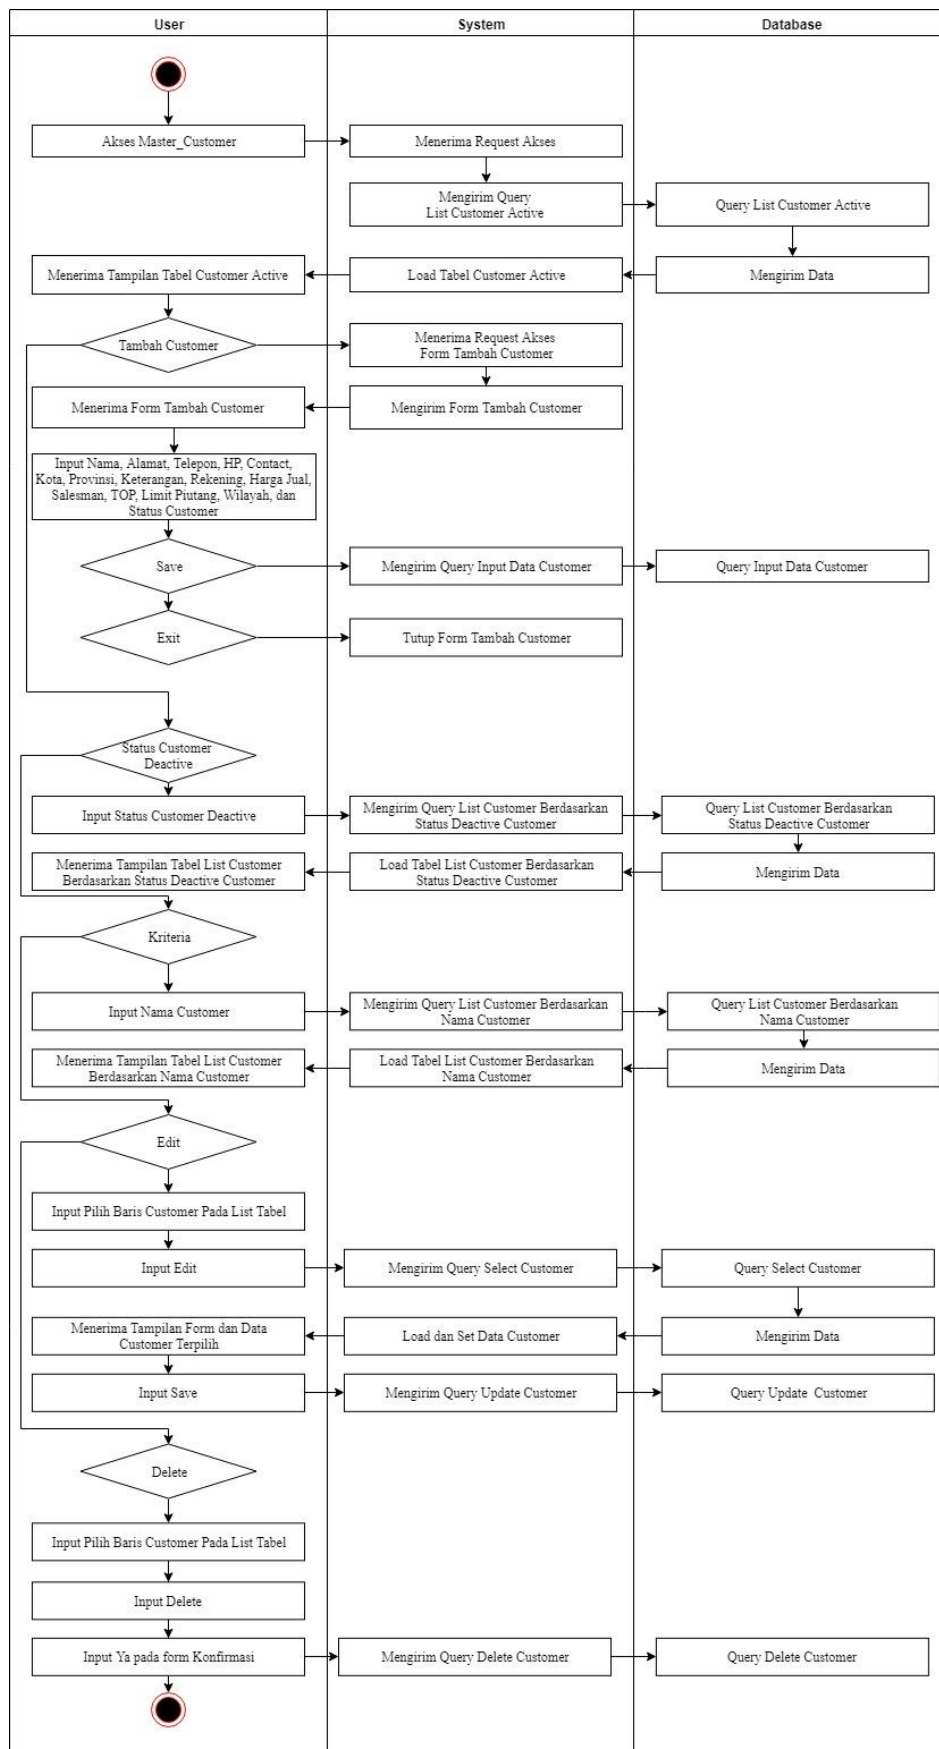 User
System
Database
Akses Master_Customer
Menerima Request Akses
Mengirim Query
List Customer Active
Query List Customer Active
Menerima Tampilan Tabel Customer Active
Load Tabel Customer Active
Mengirim Data
Tambah Customer
Menerima Request Akses
Form Tambah Customer
Menerima Form Tambah Customer
Mengirim Form Tambah Customer
Input Nama, Alamat, Telepon, HP, Contact,
Kota, Provinsi, Keterangan, Rekening, Harga Jual,
Salesman, TOP, Limit Piutang, Wilayah, dan
Status Customer
Save
Mengirim Query Input Data Customer
Query Input Data Customer
Exit
Tutup Form Tambah Customer
Status Customer
Deactive
Input Status Customer Deactive
Mengirim Query List Customer Berdasarkan
Status Deactive Customer
Query List Customer Berdasarkan
Status Deactive Customer
Menerima Tampilan Tabel List Customer
Berdasarkan Status Deactive Customer
Load Tabel List Customer Berdasarkan
Status Deactive Customer
Mengirim Data
Kriteria
Input Nama Customer
Mengirim Query List Customer Berdasarkan
Nama Customer
Query List Customer Berdasarkan
Nama Customer
Menerima Tampilan Tabel List Customer
Berdasarkan Nama Customer
Load Tabel List Customer Berdasarkan
Nama Customer
Mengirim Data
Edit
Input Pilih Baris Customer Pada List Tabel
Input Edit
Mengirim Query Select Customer
Query Select Customer
Menerima Tampilan Form dan Data
Customer Terpilih
Load dan Set Data Customer
Mengirim Data
Input Save
Mengirim Query Update Customer
Query Update Customer
Delete
Input Pilih Baris Customer Pada List Tabel
Input Delete
Input Ya pada form Konfirmasi
Mengirim Query Delete Customer
Query Delete Customer